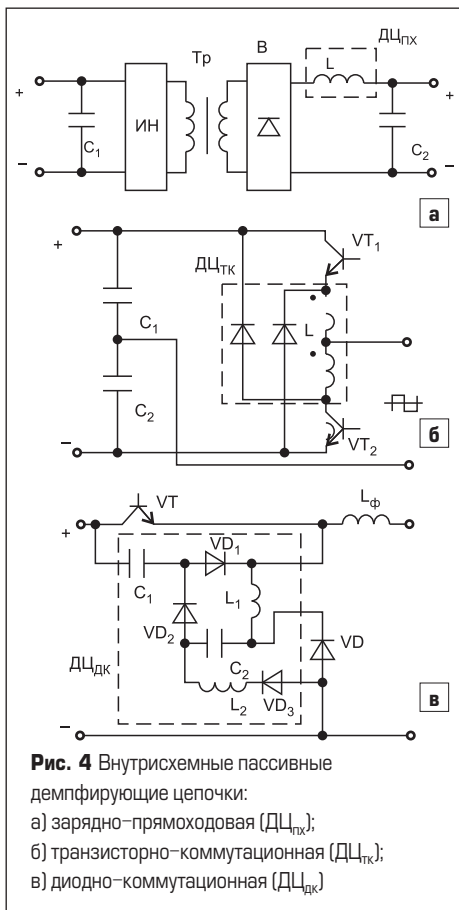 Тр В ДЦпх
L
+ +
ИН
C1 C2
– –
а
+ VT1
ДЦТК
L
C1
C2
б
– VT2
+ VT Lф
VD1
C1 L1
VD2 VD
ДЦДК C2
L2 VD3
в
–
Рис. 4 Внутрисхемные пассивные
демпфирующие цепочки:
а) зарядно–прямоходовая (ДЦпх);
б) транзисторно–коммутационная (ДЦтк);
в) диодно–коммутационная (ДЦдк)